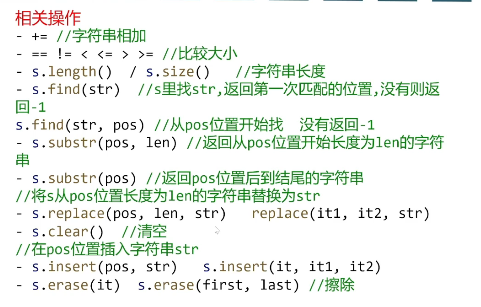 相关操作
- += //字符串相加
- == != < <= > >= //比较大小
- s.length() / s.size() //字符串长度
- s.find(str) //s里找str,返回第一次匹配的位置,没有则返
回-1
s.find(str, pos) //从pos位置开始找 没有返回-1
- s.substr(pos, len) //返回从pos位置开始长度为len的字符
串
- s.substr(pos) //返回pos位置后到结尾的字符串
//将s从pos位置长度为len的字符串替换为str
- s.replace(pos, len, str) replace(it1, it2, str)
- s.clear() //清空
//在pos位置插入字符串str
- s.insert(pos, str) s.insert(it, it1, it2)
- s.erase(it) s.erase(first, last) //擦除